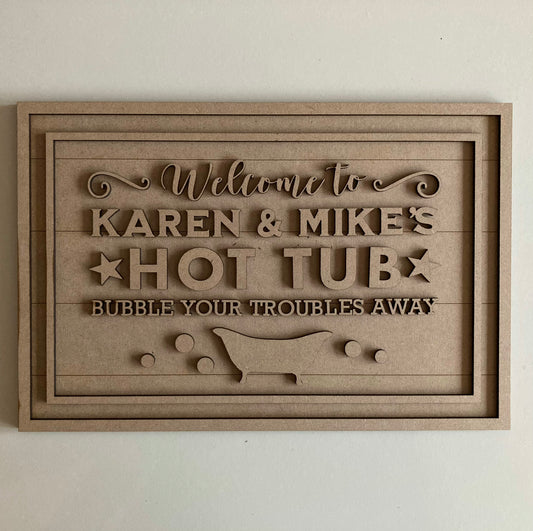 Welcome to
KAREN & MIKE'S
HOT TUB
BUBBLE YOUR TROUBLES AWAY